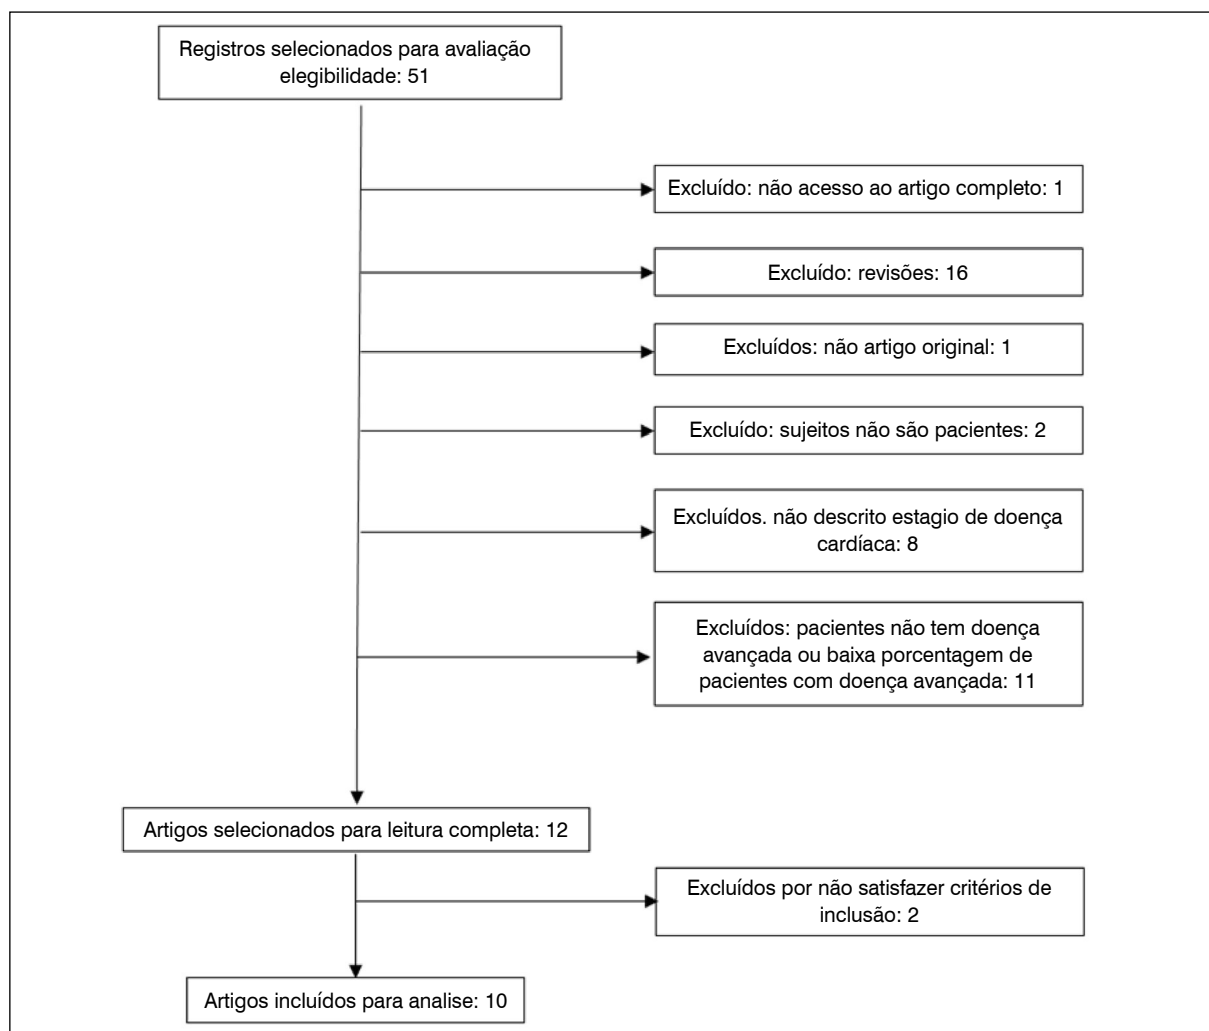 Registros selecionados para avaliação
elegibilidade: 51
Excluído: não acesso ao artigo completo: 1
Excluído: revisões: 16
Excluídos: não artigo original: 1
Excluído: sujeitos não são pacientes: 2
Excluídos. não descrito estagio de doença
cardíaca: 8
Excluídos: pacientes não tem doença
avançada ou baixa porcentagem de
pacientes com doença avançada: 11
Artigos selecionados para leitura completa: 12
Excluídos por não satisfazer critérios de
inclusão: 2
Artigos incluídos para analise: 10